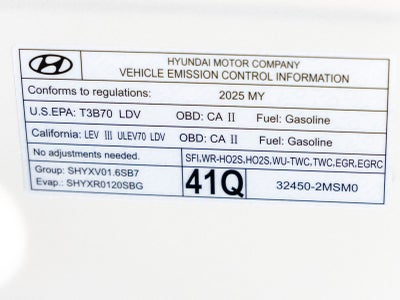 HYUNDAI MOTOR COMPANY
VEHICLE EMISSION CONTROL INFORMATION
Conforms to regulations: 2025 MY
U.S.EPA: T3B70 LDV OBD: CA II Fuel: Gasoline
California: LEV III ULEV70 LDV OBD: CA II Fuel: Gasoline
No adjustments needed. SFI,WR-HO2S,HO2S,WU-TWC,TWC,EGR,EGRC
Group: SHYXV01.6SB7
Evap.: SHYXR0120SBG
41Q 32450-2MSM0